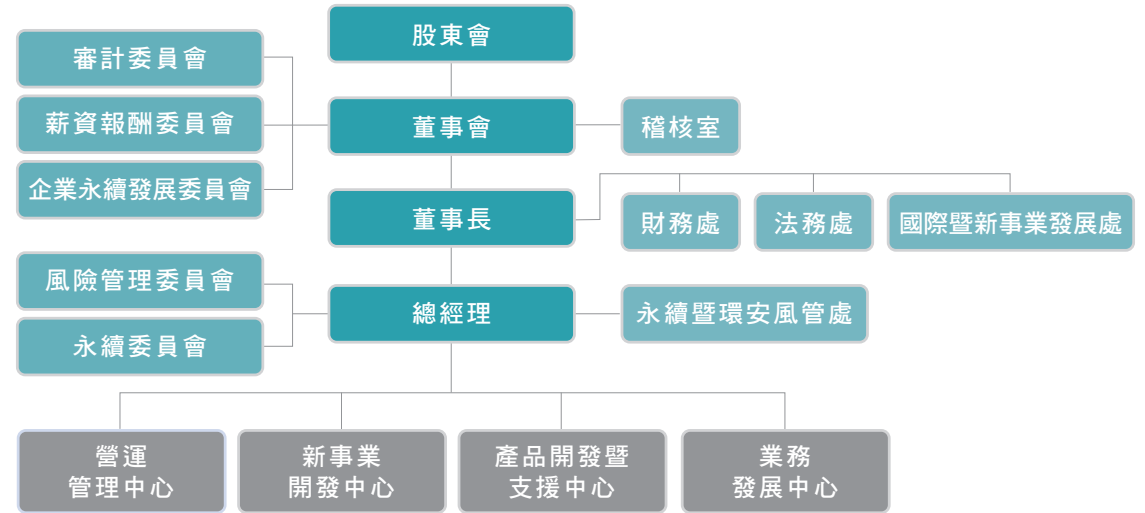 股東會
審計委員會
薪資報酬委員會
企業永續發展委員會
董事會
稽核室
董事長
財務處
法務處
國際暨新事業發展處
風險管理委員會
永續委員會
總經理
永續暨環安風管處
營運
管理中心
新事業
開發中心
產品開發暨
支援中心
業務
發展中心